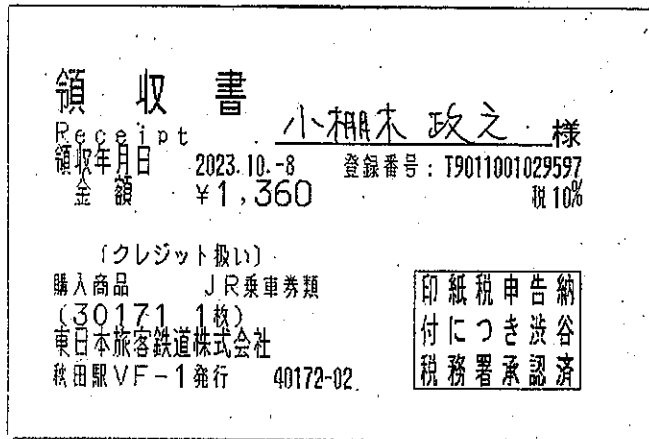 領収書
Receipt
小棚木 政之 様
領収年月日 2023.10.-8 登録番号:T9011001029597
金額 ¥1,360 税10%
(クレジット扱い)
購入商品 JR乗車券類
(30171 1枚)
東日本旅客鉄道株式会社
秋田駅VF-1発行 40172-02
印紙税申告納
付につき渋谷
税務署承認済